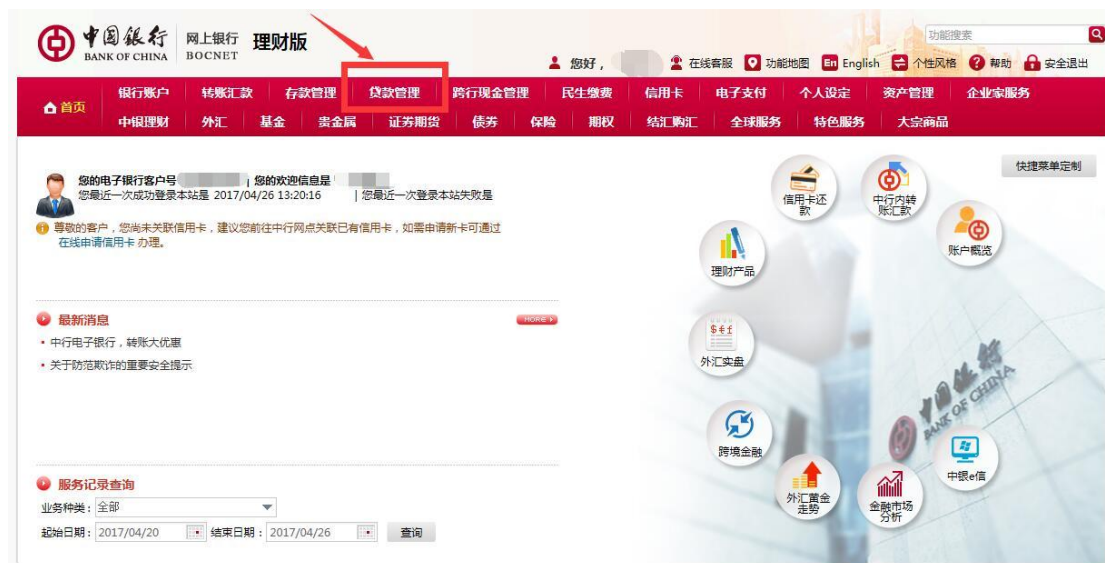 中国银行 网上银行 理财版
BANK OF CHINA BOCNET
功能搜索
您好， 在线客服 功能地图 En English 个性风格 帮助 安全退出
首页
银行账户 转账汇款 存款管理 贷款管理 跨行现金管理 民生缴费 信用卡 电子支付 个人设定 资产管理 企业家服务
中银理财 外汇 基金 贵金属 证券期货 债券 保险 期权 结汇购汇 全球服务 特色服务 大宗商品
快捷菜单定制
您的电子银行客户号 | 您的欢迎信息是
您最近一次成功登录本站是 2017/04/26 13:20:16 | 您最近一次登录本站失败是
尊敬的客户，您尚未关联信用卡，建议您前往中行网点关联已有信用卡，如需申请新卡可通过
在线申请信用卡 办理。
信用卡还
款
中行内转
账汇款
账户概览
理财产品
最新消息
MORE
中行电子银行，转账大优惠
关于防范欺诈的重要安全提示
$€£
外汇实盘
中国银行
BANK OF CHINA
跨境金融
中银e信
外汇黄金
走势
金融市场
分析
服务记录查询
业务种类：全部
起始日期：2017/04/20 结束日期：2017/04/26 查询